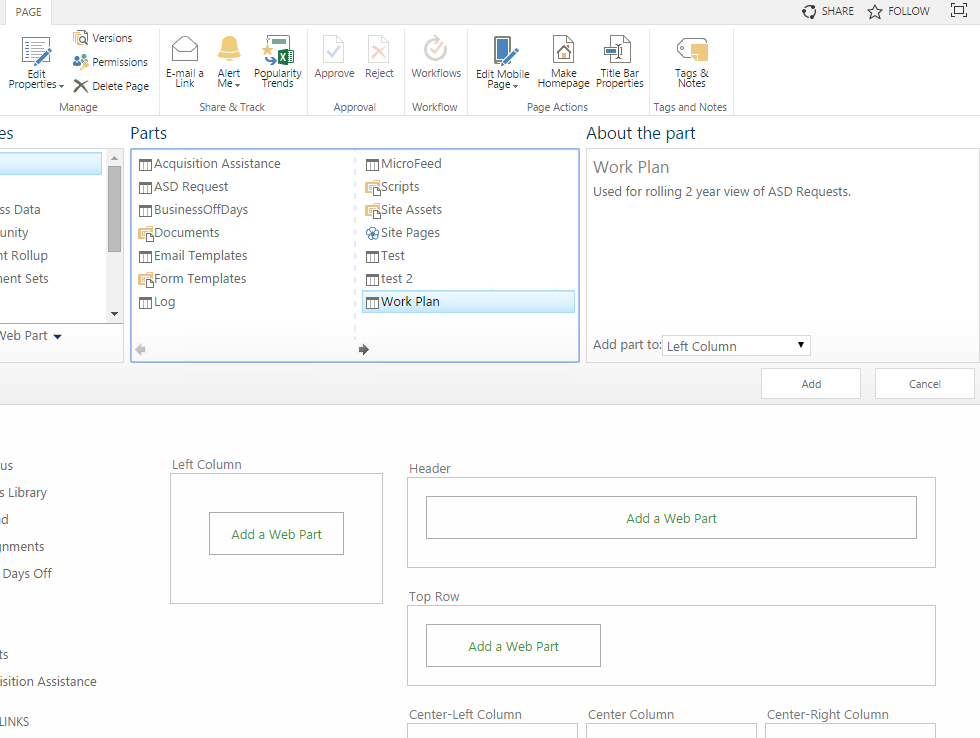 PAGE
SHARE
FOLLOW
Edit
Properties
Versions
Permissions
Delete Page
E-mail a
Link
Alert
Me
Popularity
Trends
Approve
Reject
Workflows
Edit Mobile
Page
Make
Homepage
Title Bar
Properties
Tags &
Notes
Manage
Share & Track
Approval
Workflow
Page Actions
Tags and Notes
es
ss Data
unity
nt Rollup
ment Sets
Web Part
Parts
Acquisition Assistance
ASD Request
BusinessOffDays
Documents
Email Templates
Form Templates
Log
MicroFeed
Scripts
Site Assets
Site Pages
Test
test 2
Work Plan
About the part
Work Plan
Used for rolling 2 year view of ASD Requests.
Add part to:
Left Column
Add
Cancel
us
s Library
d
gnments
Days Off
ts
isition Assistance
LINKS
Left Column
Add a Web Part
Header
Add a Web Part
Top Row
Add a Web Part
Center-Left Column
Center Column
Center-Right Column